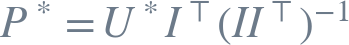 P* = U*I⊤(II⊤)−1